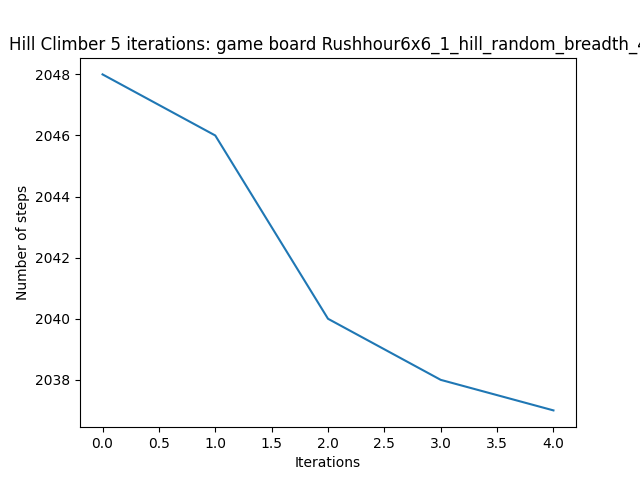 Hill Climber 5 iterations: game board Rushhour6x6_1_hill_random_breadth_
2048
2046
2044
2042
2040
2038
Number of steps
0.0 0.5 1.0 1.5 2.0 2.5 3.0 3.5 4.0
Iterations